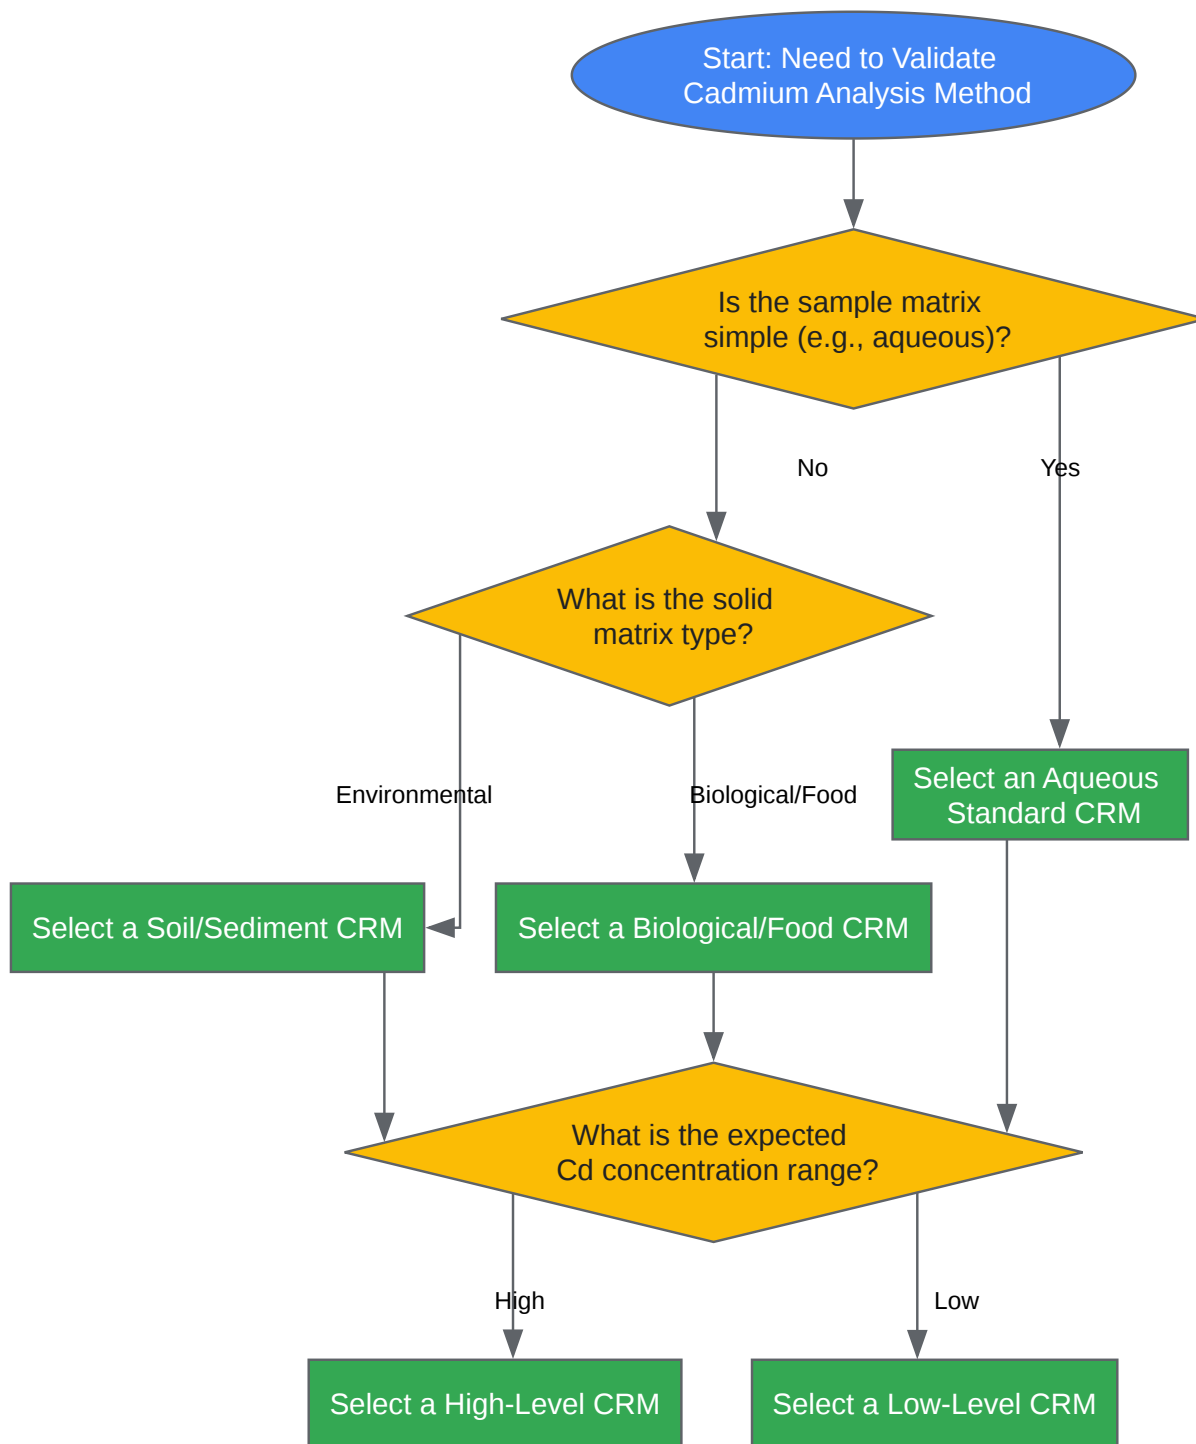 Start: Need to Validate
Cadmium Analysis Method
Is the sample matrix
simple (e.g., aqueous)?
No
Yes
What is the solid
matrix type?
Select an Aqueous
Standard CRM
Environmental
Biological/Food
Select a Soil/Sediment CRM
Select a Biological/Food CRM
What is the expected
Cd concentration range?
High
Low
Select a High-Level CRM
Select a Low-Level CRM